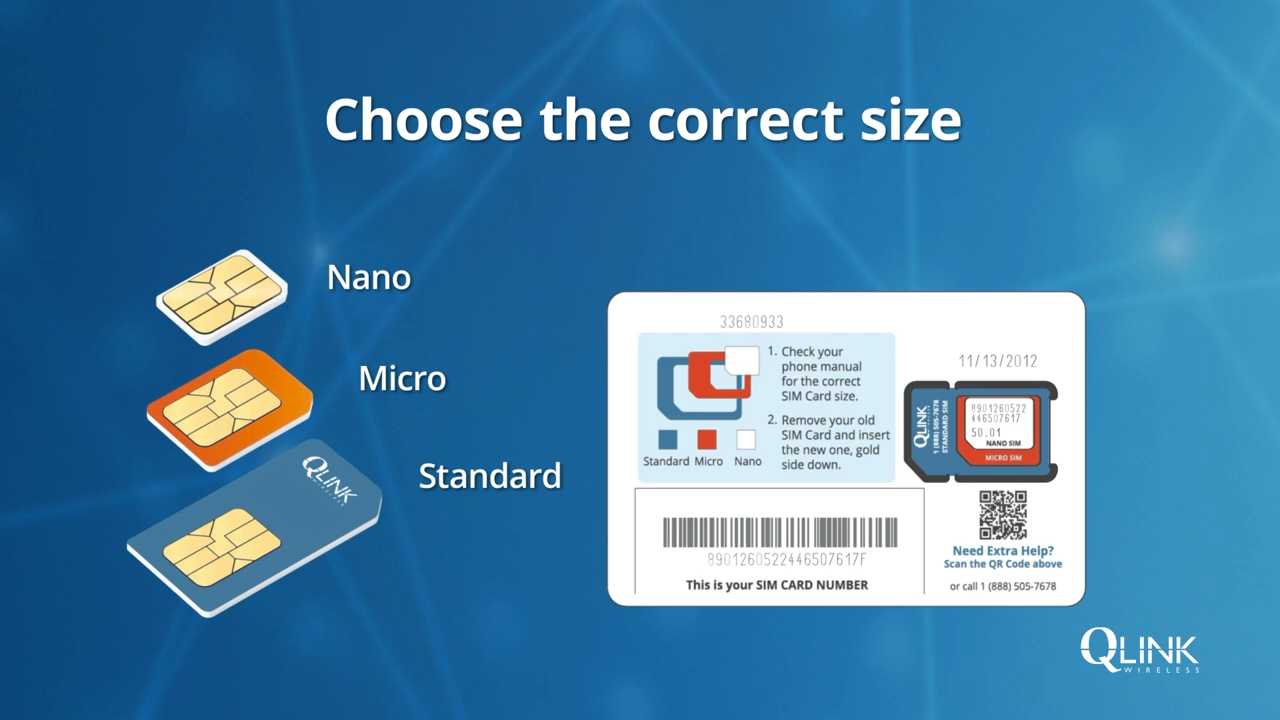 Choose the correct size
Nano
Micro
QLINK
WIRELESS
Standard
33680933
1. Check your
phone manual
for the correct
SIM Card size.
2. Remove your old
SIM Card and insert
the new one, gold
side down.
Standard Micro Nano
11/13/2012
QLINK
1 (888) 505-7678
STANDARD SIM
8901260522
446507617
50.01
NANO SIM
MICRO SIM
8901260522446507617F
This is your SIM CARD NUMBER
Need Extra Help?
Scan the QR Code above
or call 1 (888) 505-7678
QLINK
WIRELESS